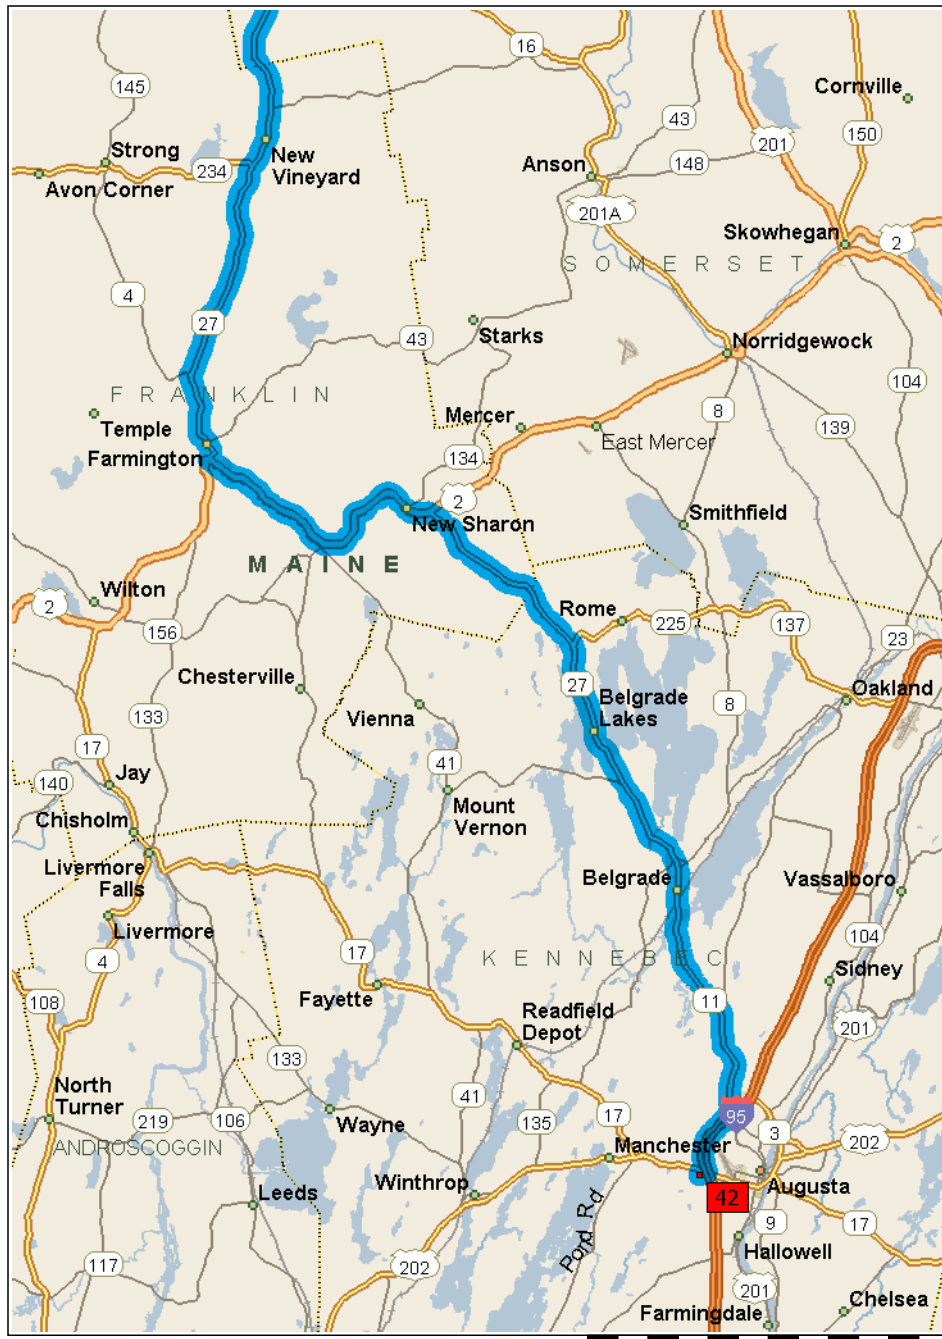 16
Cornville
145
43
150
Strong
New
Vineyard
201
234
Anson
148
Avon Corner
201A
Skowhegan
2
SOMERSET
4
27
43
Starks
Norridgewock
104
FRANKLIN
8
Temple
Mercer
139
Farmington
East Mercer
134
2
New Sharon
Smithfield
MAINE
Wilton
2
Rome
225
137
23
156
Chesterville
27
Oakland
Belgrade
Lakes
133
Vienna
8
17
41
Jay
140
Mount
Vernon
Chisholm
Livermore
Falls
Belgrade
Vassalboro
Livermore
104
17
KENNEBEC
4
Sidney
Fayette
11
108
Readfield
Depot
201
133
North
Turner
41
17
95
219
106
Wayne
135
3
202
ANDROSCOGGIN
Manchester
Winthrop
Augusta
Leeds
42
Pond Rd
9
17
Hallowell
117
202
201
Chelsea
Farmingdale